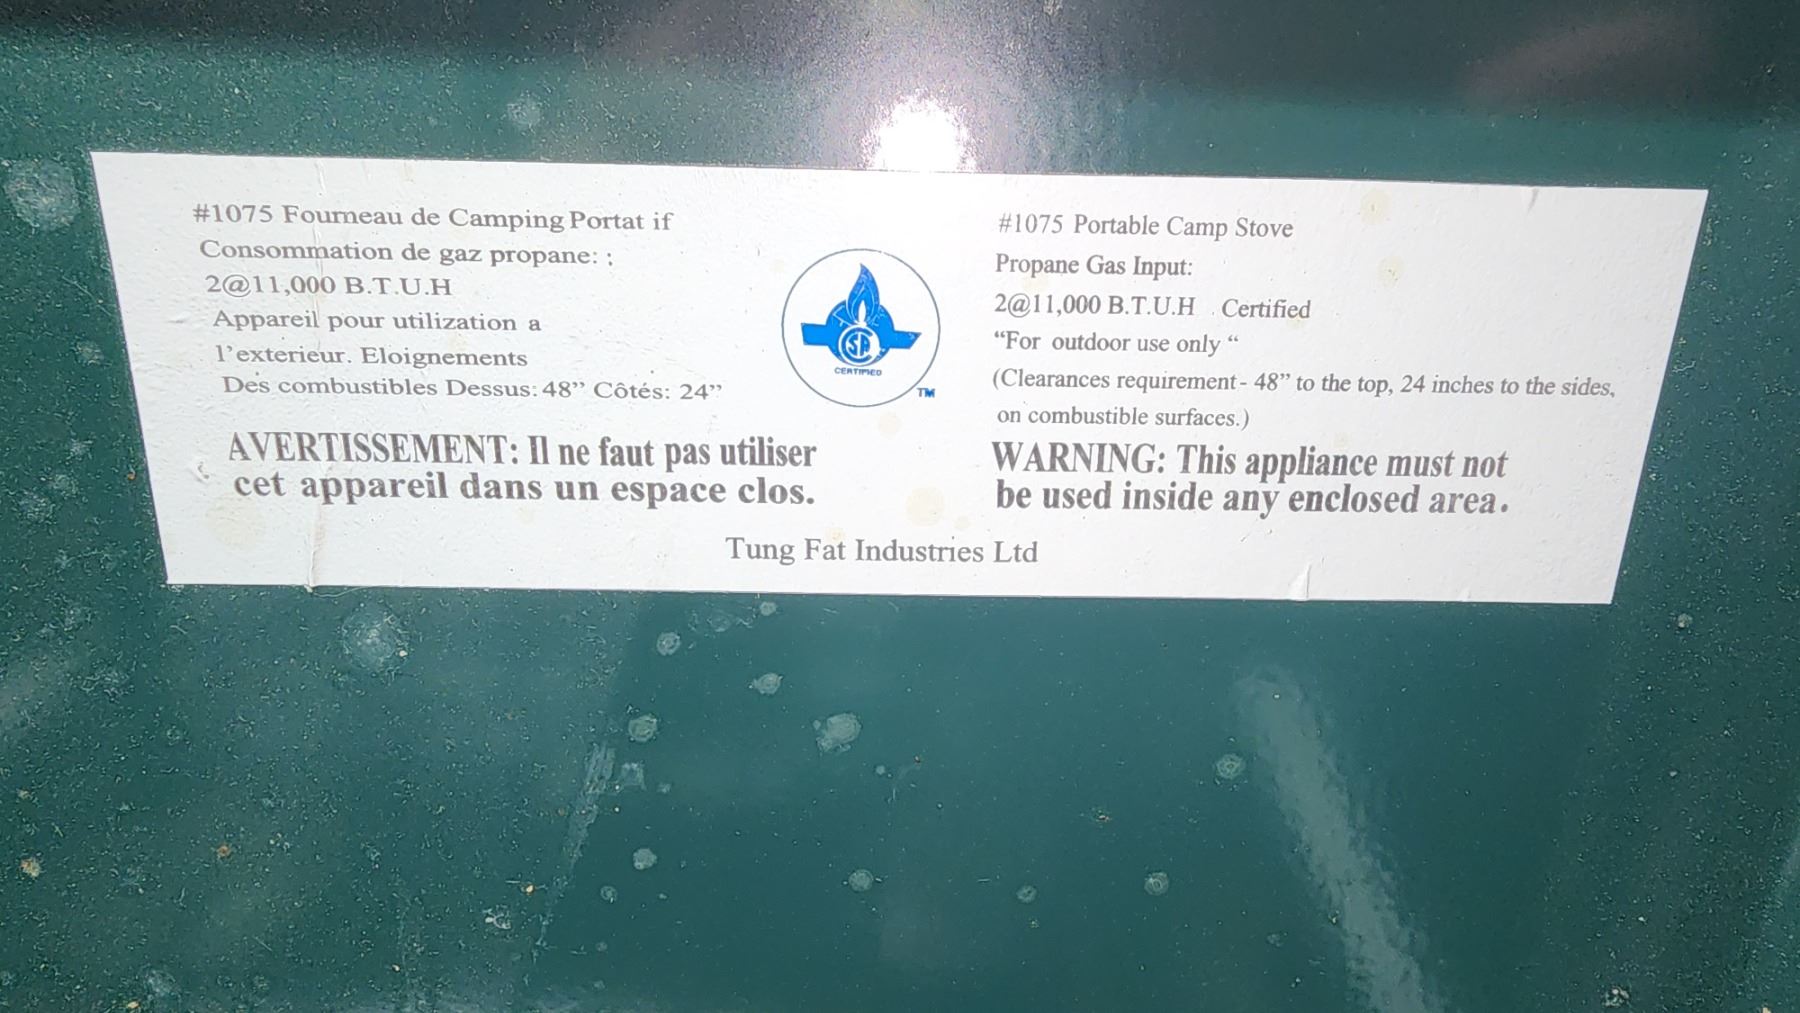 #1075 Fourneau de Camping Portat if
Consommation de gaz propane: :
2@11,000 B.T.U.H
Appareil pour utilization a
l'exterieur. Eloignements
Des combustibles Dessus: 48” Côtés: 24”
AVERTISSEMENT: Il ne faut pas utiliser
cet appareil dans un espace clos.
CERTIFIED
TM
#1075 Portable Camp Stove
Propane Gas Input:
2@11,000 B.T.U.H . Certified
“For outdoor use only “
(Clearances requirement - 48” to the top, 24 inches to the sides,
on combustible surfaces.)
WARNING: This appliance must not
be used inside any enclosed area.
Tung Fat Industries Ltd